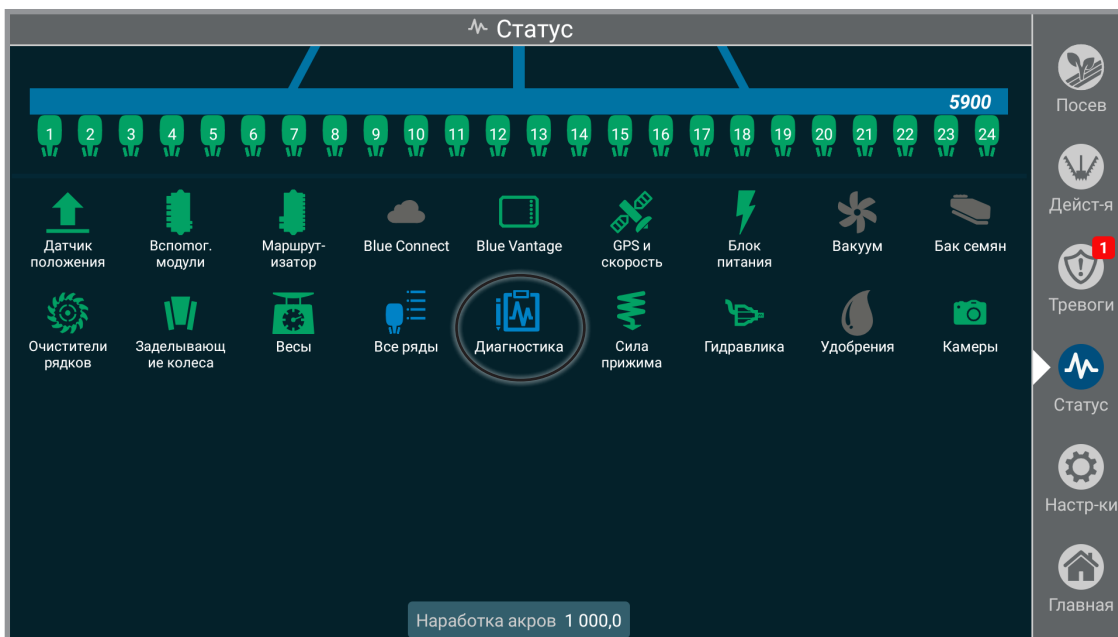 Статус
5900
1 2 3 4 5 6 7 8 9 10 11 12 13 14 15 16 17 18 19 20 21 22 23 24
Датчик положения
Вспомог. модули
Маршрут-
изатор
Blue Connect
Blue Vantage
GPS и скорость
Блок питания
Вакуум
Бак семян
Очистители рядков
Заделывающ
ие колеса
Весы
Все ряды
Диагностика
Сила прижима
Гидравлика
Удобрения
Камеры
Наработка акров 1 000,0
Посев
Дейст-я
1
Тревоги
Статус
Настр-ки
Главная